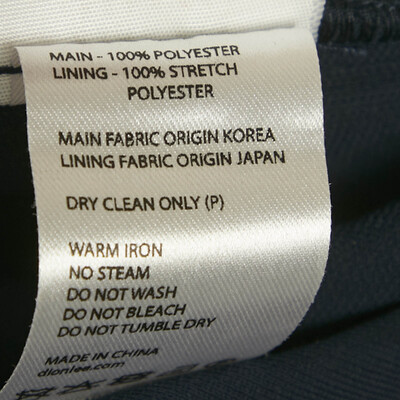 MAIN - 100% POLYESTER
LINING - 100% STRETCH
POLYESTER
MAIN FABRIC ORIGIN KOREA
LINING FABRIC ORIGIN JAPAN
DRY CLEAN ONLY (P)
WARM IRON
NO STEAM
DO NOT WASH
DO NOT BLEACH
DO NOT TUMBLE DRY
MADE IN CHINA
dionlee.com